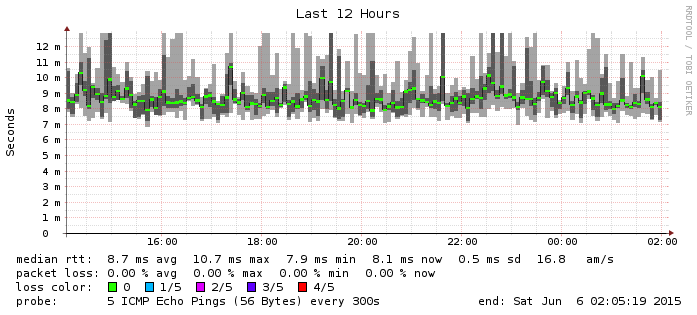 Last 12 Hours
RRDTOOL / TOBI OETIKER
Seconds
12 m
11 m
10 m
9 m
8 m
7 m
6 m
5 m
4 m
3 m
2 m
1 m
0
16:00 18:00 20:00 22:00 00:00 02:00
median rtt: 8.7 ms avg 10.7 ms max 7.9 ms min 8.1 ms now 0.5 ms sd 16.8 am/s
packet loss: 0.00 % avg 0.00 % max 0.00 % min 0.00 % now
loss color: 0 1/5 2/5 3/5 4/5
probe: 5 ICMP Echo Pings (56 Bytes) every 300s end: Sat Jun 6 02:05:19 2015